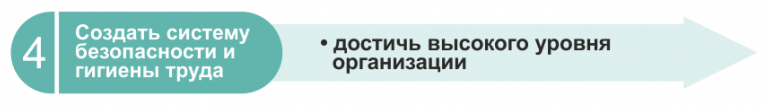 4
Создать систему
безопасности и
гигиены труда
• достичь высокого уровня
организации